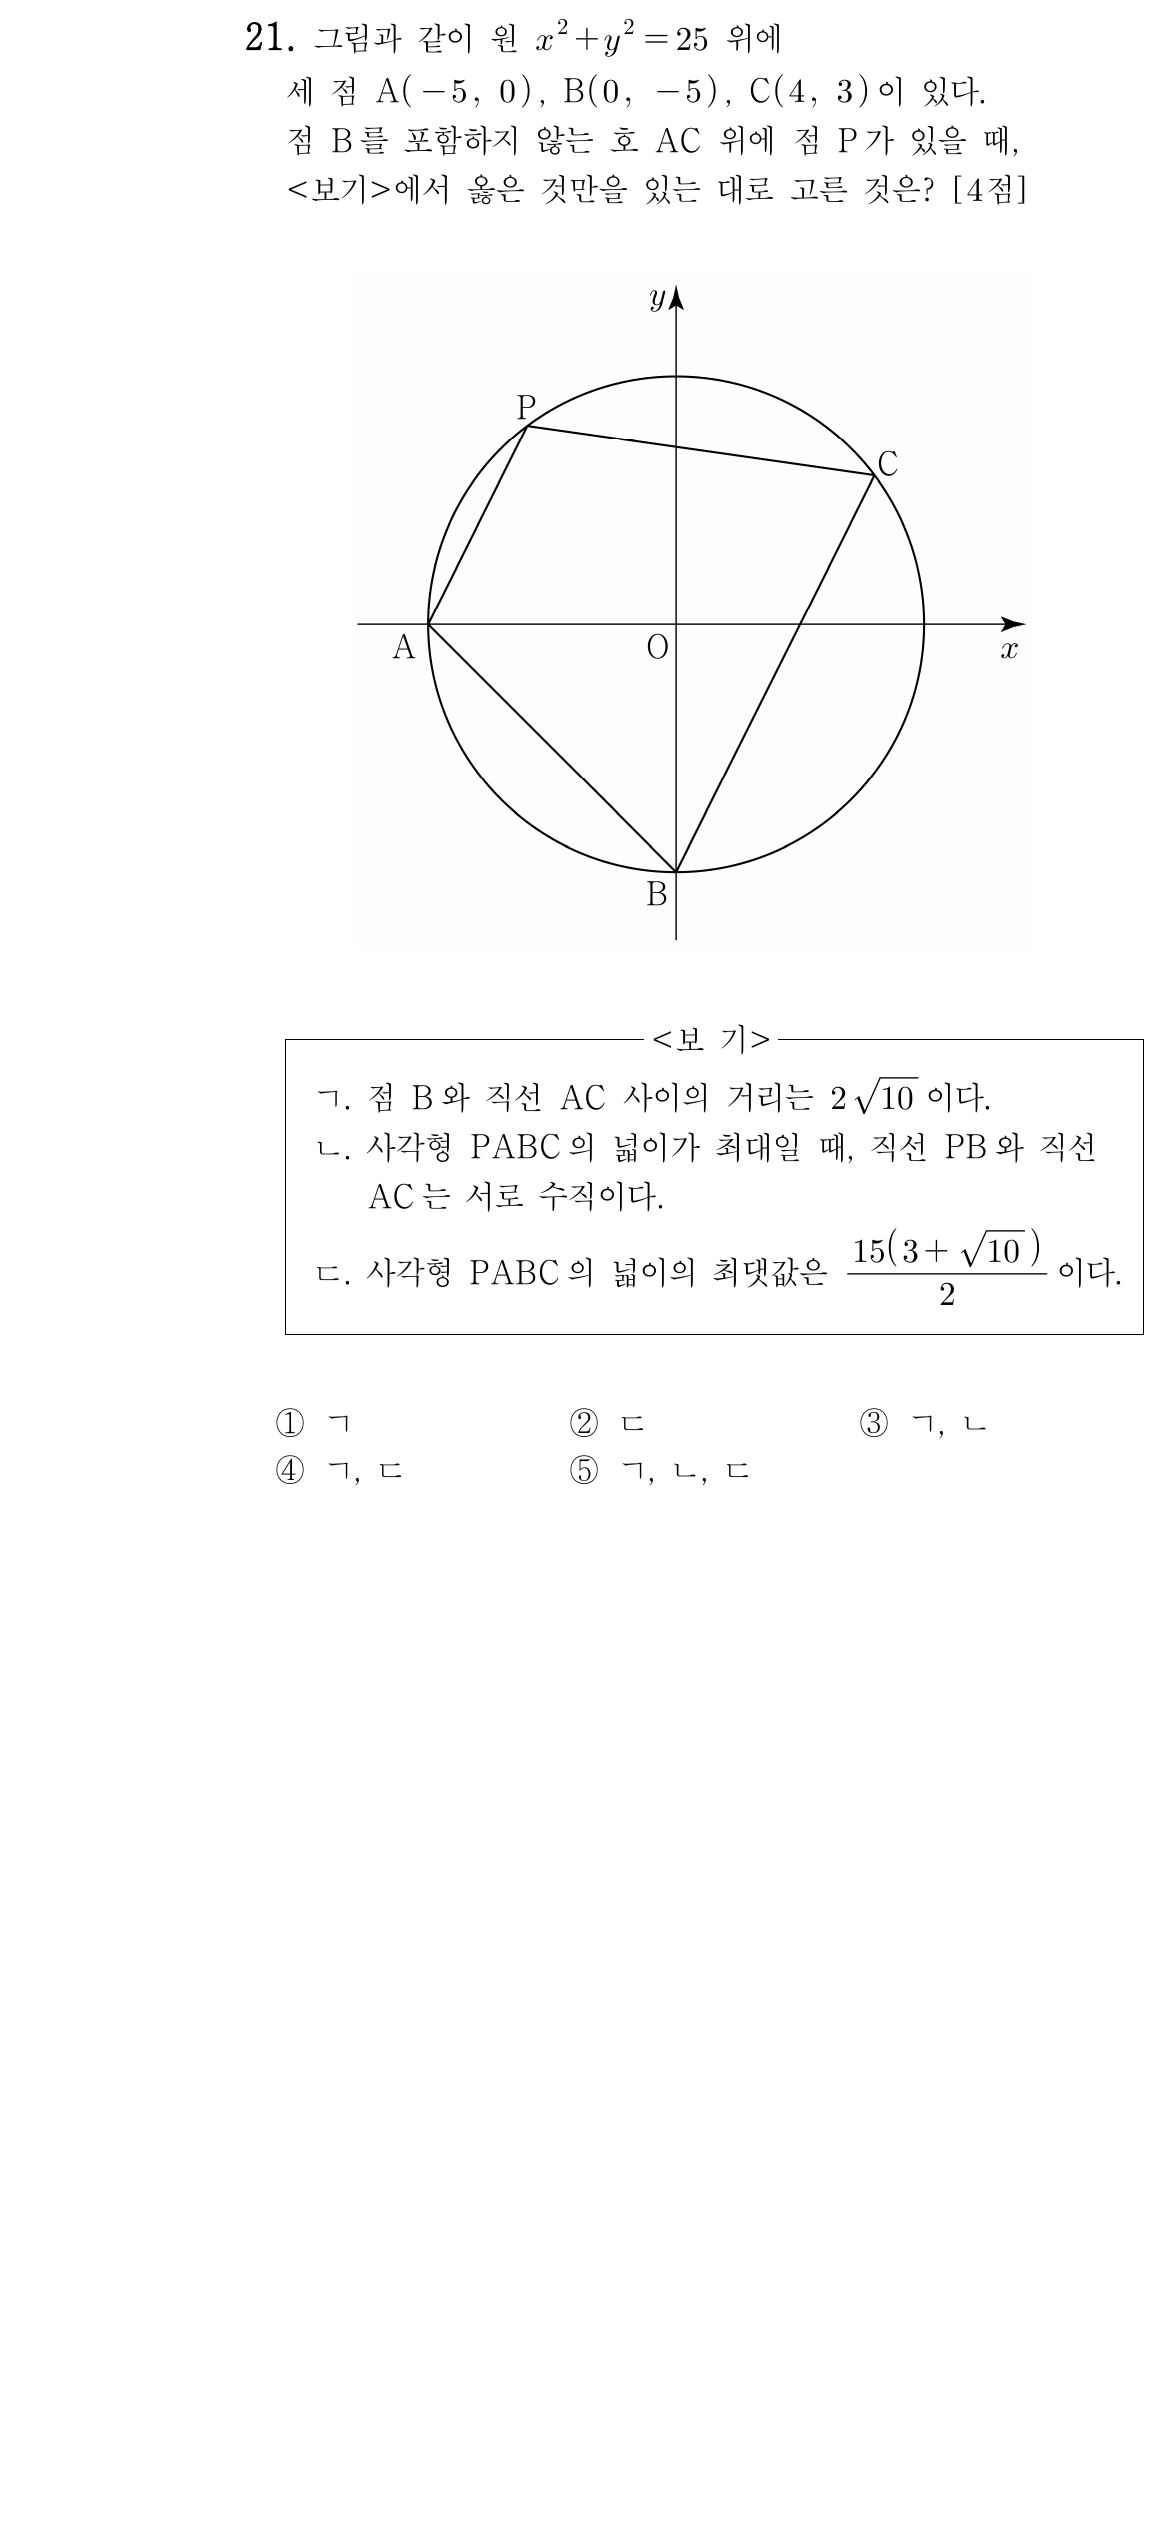 21. 그림과 같이 원 x²+y²=25 위에
세 점 A(−5, 0), B(0, −5), C(4, 3)이 있다.
점 B를 포함하지 않는 호 AC 위에 점 P가 있을 때,
<보기>에서 옳은 것만을 있는 대로 고른 것은? [4점]
y
P
C
A
O
x
B
<보 기>
ㄱ. 점 B와 직선 AC 사이의 거리는 2√10 이다.
ㄴ. 사각형 PABC의 넓이가 최대일 때, 직선 PB와 직선
AC는 서로 수직이다.
ㄷ. 사각형 PABC의 넓이의 최댓값은 15(3+√10)/2 이다.
① ㄱ ② ㄷ ③ ㄱ, ㄴ
④ ㄱ, ㄷ ⑤ ㄱ, ㄴ, ㄷ